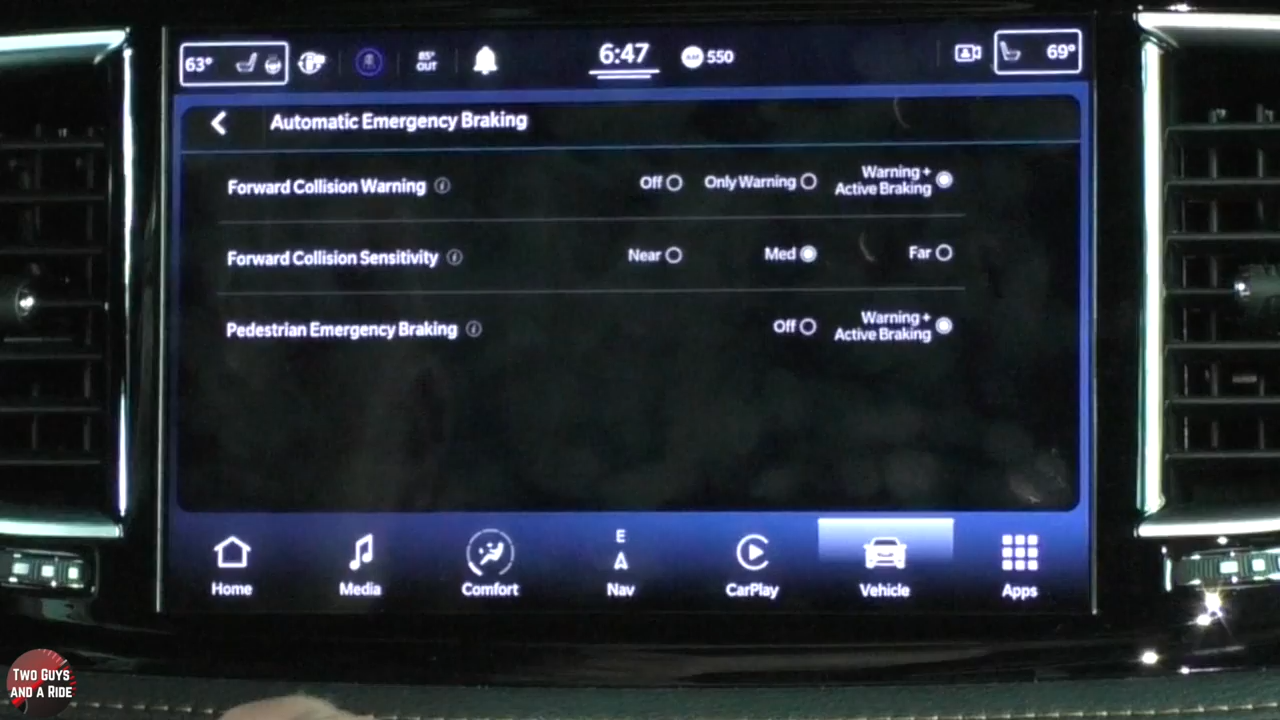 63°
85°
OUT
6:47
AM 550
69°
Automatic Emergency Braking
Forward Collision Warning
Off
Only Warning
Warning +
Active Braking
Forward Collision Sensitivity
Near
Med
Far
Pedestrian Emergency Braking
Off
Warning +
Active Braking
E
Home
Media
Comfort
Nav
CarPlay
Vehicle
Apps
TWO GUYS
AND A RIDE